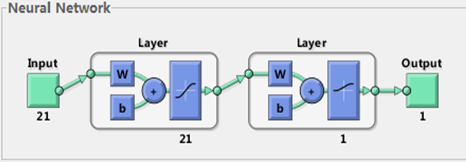 Neural Network
Layer Layer
Input Output
W W
b b
+ +
21 21 1 1